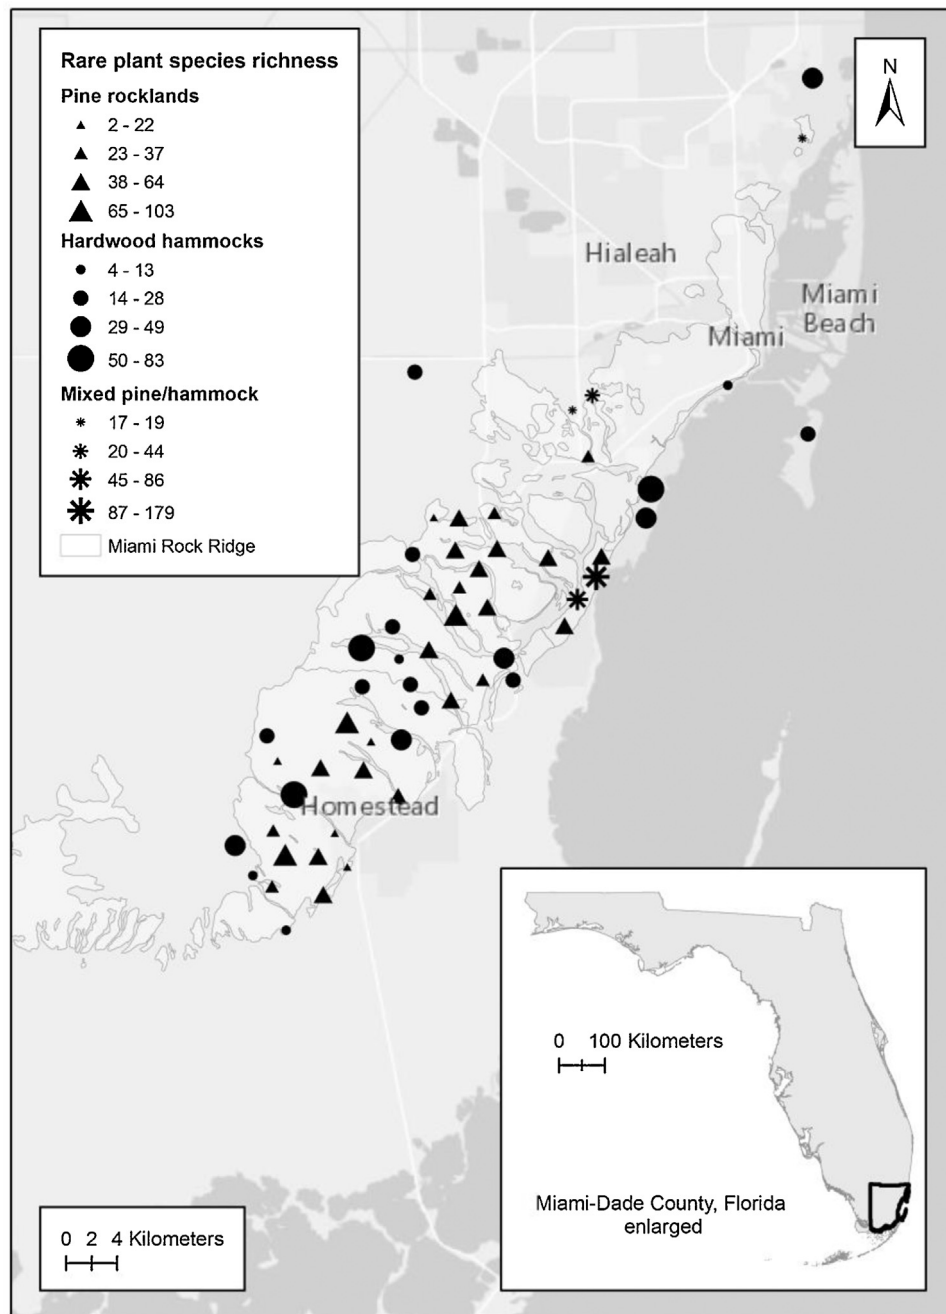 Rare plant species richness
Pine rocklands
2 - 22
23 - 37
38 - 64
65 - 103
Hardwood hammocks
4 - 13
14 - 28
29 - 49
50 - 83
Mixed pine/hammock
17 - 19
20 - 44
45 - 86
87 - 179
Miami Rock Ridge
N
Hialeah
Miami
Beach
Miami
Homestead
0 2 4 Kilometers
0 100 Kilometers
Miami-Dade County, Florida
enlarged